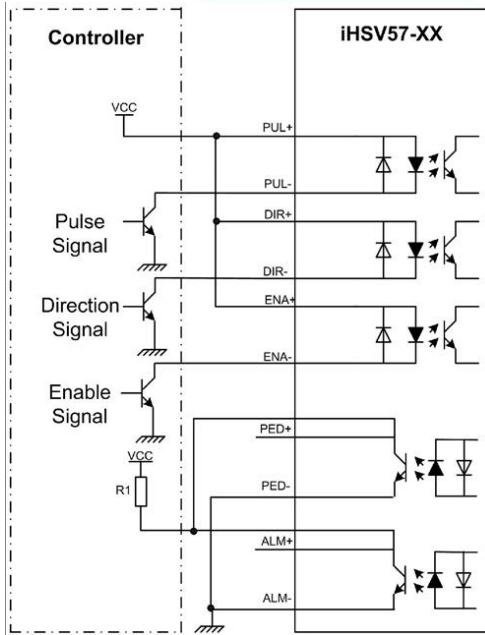 Controller
iHSV57-XX
VCC
PUL+
PUL-
Pulse
Signal
DIR+
DIR-
Direction
Signal
ENA+
ENA-
Enable
Signal
PED+
VCC
R1
PED-
ALM+
ALM-